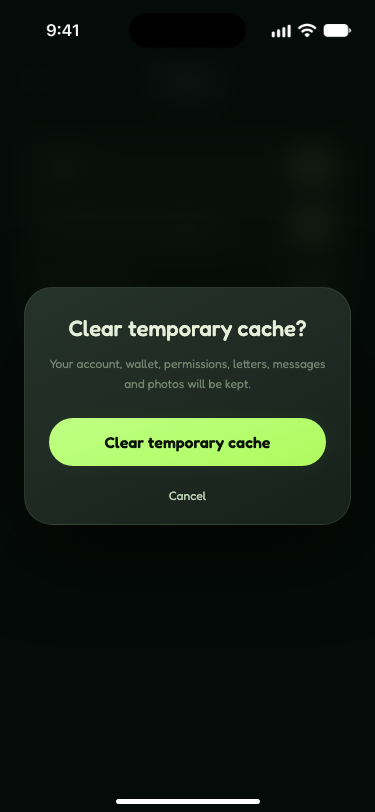 9:41
Clear temporary cache?
Your account, wallet, permissions, letters, messages
and photos will be kept.
Clear temporary cache
Cancel